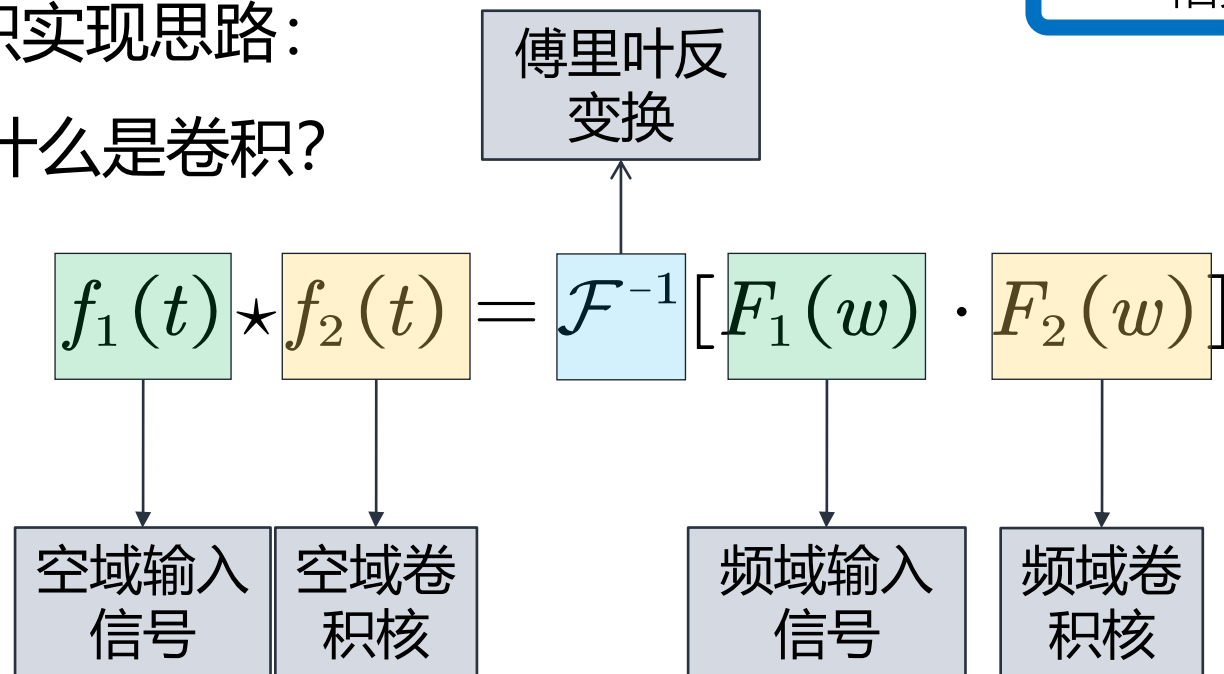 实现思路：
什么是卷积？
傅里叶反
变换
f₁(t)⋆f₂(t)=𝓕⁻¹[F₁(w)·F₂(w)]
空域输入
信号
空域卷
积核
频域输入
信号
频域卷
积核